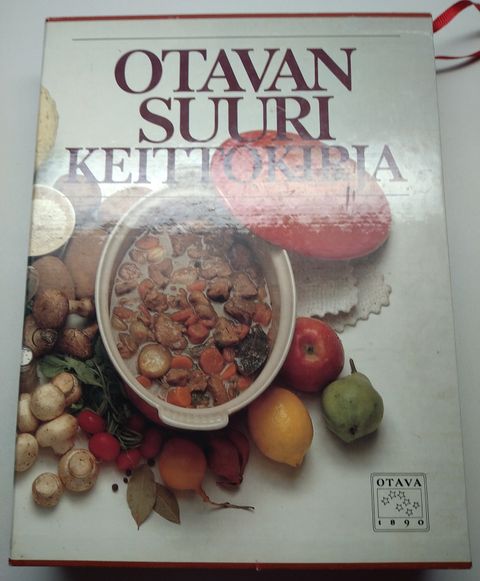 OTAVAN
SUURI
KEITTOKIRJA
OTAVA
1890